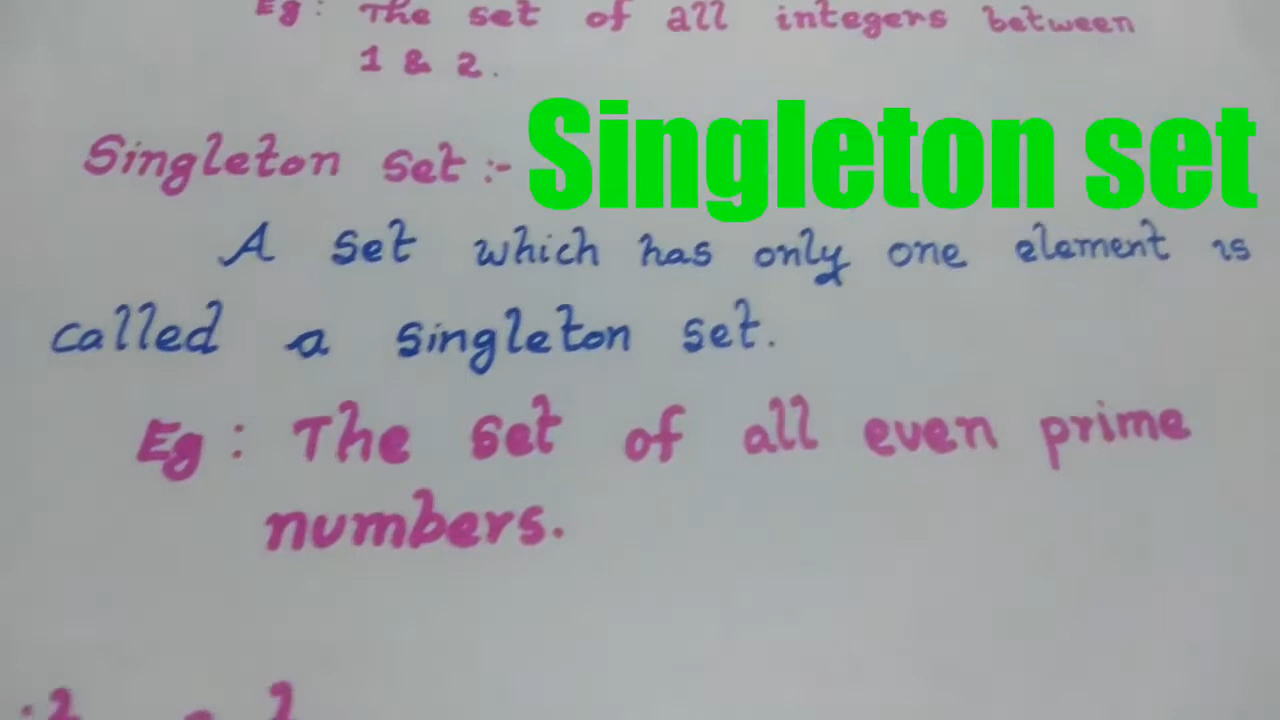 Eg: The set of all integers between
1 & 2.
Singleton set :- Singleton set
A set which has only one element is
called a singleton set.
Eg: The set of all even prime
numbers.